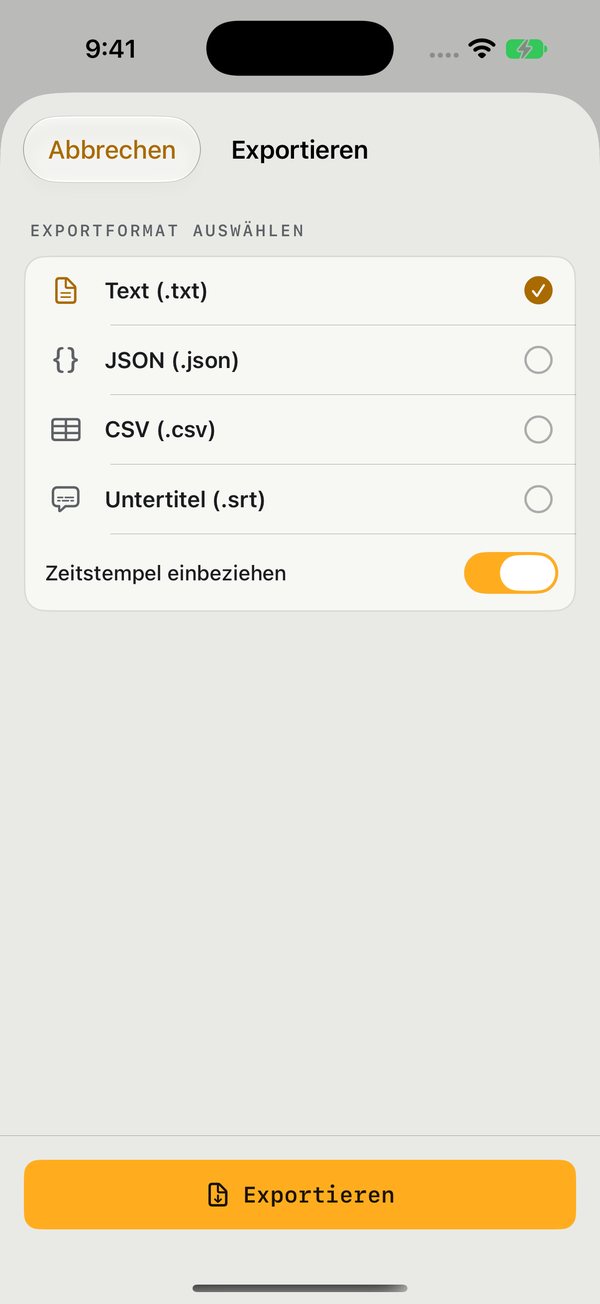 9:41
Abbrechen
Exportieren
EXPORTFORMAT AUSWÄHLEN
Text (.txt)
{} JSON (.json)
CSV (.csv)
Untertitel (.srt)
Zeitstempel einbeziehen
Exportieren